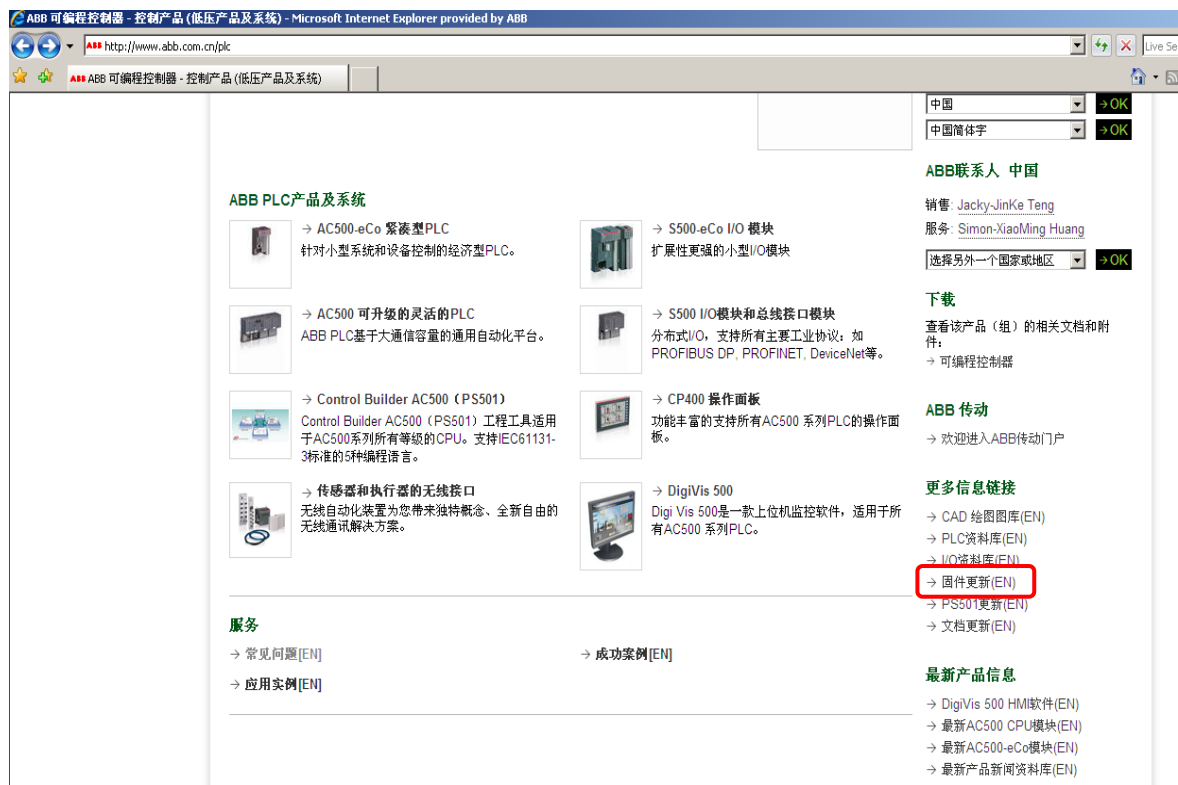 ABB 可编程控制器 - 控制产品 (低压产品及系统) - Microsoft Internet Explorer provided by ABB
ABB http://www.abb.com.cn/plc
Live Se
ABB ABB 可编程控制器 - 控制产品 (低压产品及系统)
中国 →OK
中国简体字 →OK
ABB联系人 中国
销售: Jacky-JinKe Teng
服务: Simon-XiaoMing Huang
选择另外一个国家或地区 →OK
下载
查看该产品（组）的相关文档和附
件:
→ 可编程控制器
ABB 传动
→ 欢迎进入ABB传动门户
更多信息链接
→ CAD 绘图图库(EN)
→ PLC资料库(EN)
→ I/O资料库(EN)
→ 固件更新(EN)
→ PS501更新(EN)
→ 文档更新(EN)
最新产品信息
→ DigiVis 500 HMI软件(EN)
→ 最新AC500 CPU模块(EN)
→ 最新AC500-eCo模块(EN)
→ 最新产品新闻资料库(EN)
ABB PLC产品及系统
→ AC500-eCo 紧凑型PLC
针对小型系统和设备控制的经济型PLC。
→ S500-eCo I/O 模块
扩展性更强的小型I/O模块
→ AC500 可升级的灵活的PLC
ABB PLC基于大通信容量的通用自动化平台。
→ S500 I/O模块和总线接口模块
分布式I/O，支持所有主要工业协议：如
PROFIBUS DP, PROFINET, DeviceNet等。
→ Control Builder AC500（PS501）
Control Builder AC500（PS501）工程工具适用
于AC500系列所有等级的CPU。支持IEC61131-
3标准的5种编程语言。
→ CP400 操作面板
功能丰富的支持所有AC500 系列PLC的操作面
板。
→ 传感器和执行器的无线接口
无线自动化装置为您带来独特概念、全新自由的
无线通讯解决方案。
→ DigiVis 500
Digi Vis 500是一款上位机监控软件，适用于所
有AC500 系列PLC。
服务
→ 常见问题[EN]
→ 成功案例[EN]
→ 应用实例[EN]